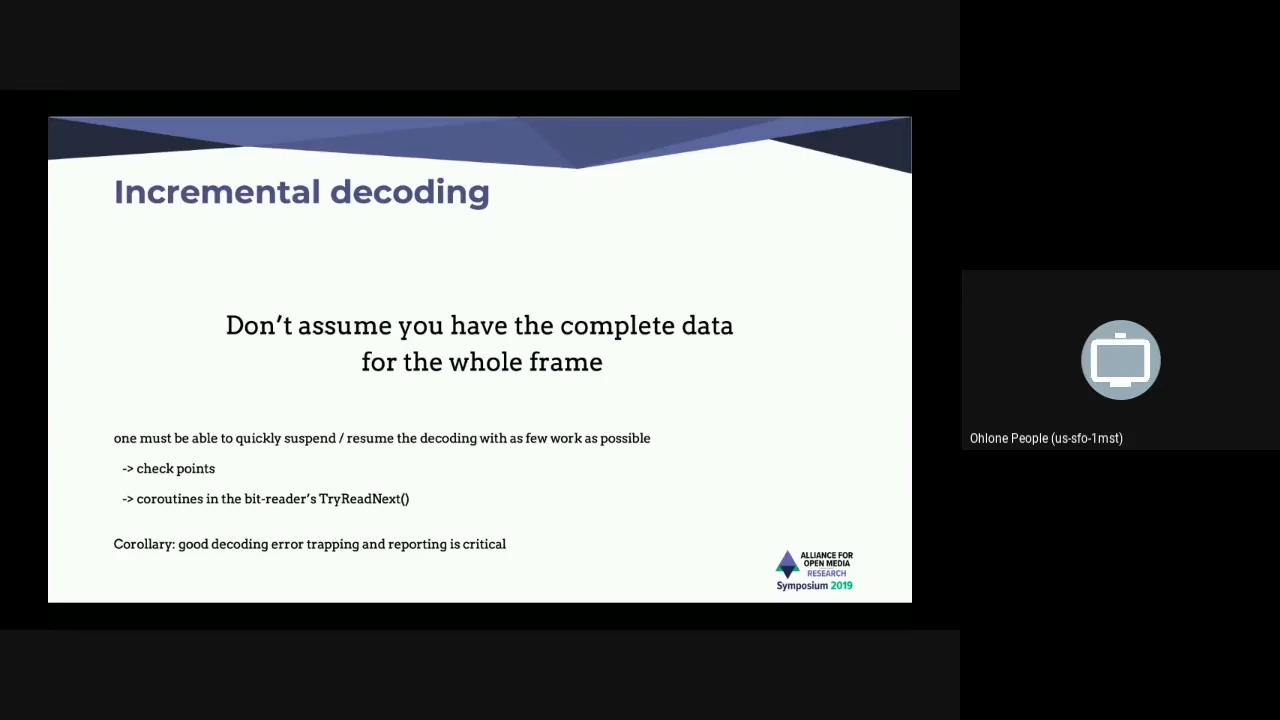 Incremental decoding
Don’t assume you have the complete data
for the whole frame
one must be able to quickly suspend / resume the decoding with as few work as possible
-> check points
-> coroutines in the bit-reader’s TryReadNext()
Corollary: good decoding error trapping and reporting is critical
ALLIANCE FOR
OPEN MEDIA
RESEARCH
Symposium 2019
Ohlone People (us-sfo-1mst)